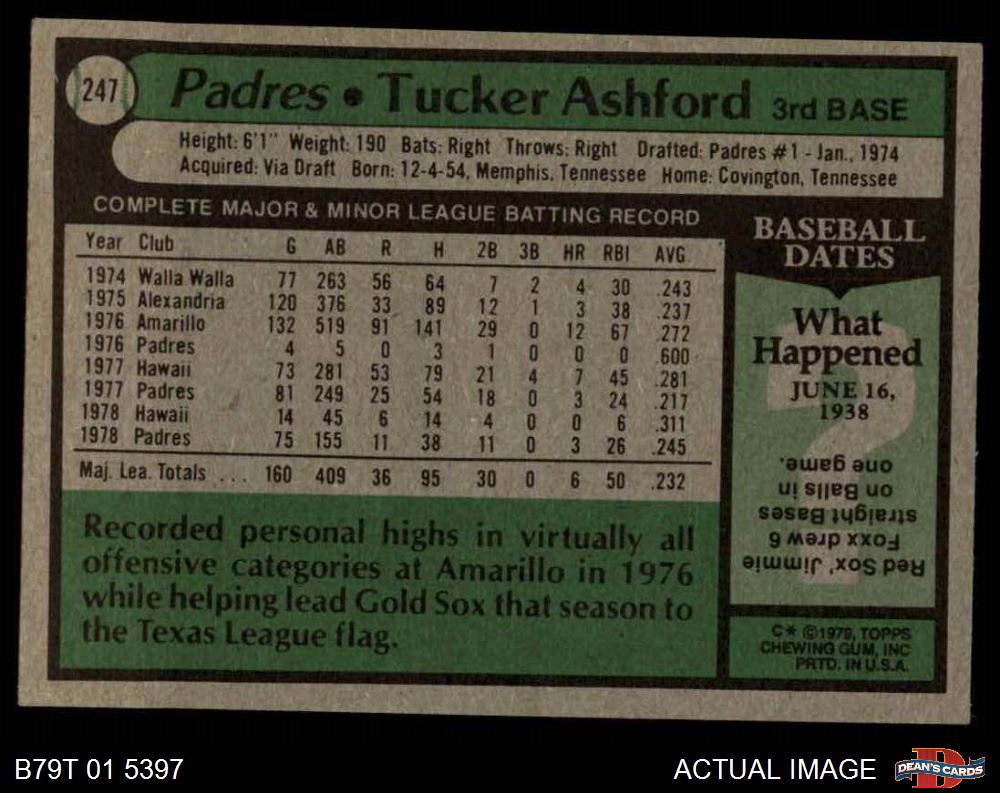 247 Padres • Tucker Ashford 3rd BASE
Height: 6'1" Weight: 190 Bats: Right Throws: Right Drafted: Padres #1 - Jan., 1974
Acquired: Via Draft Born: 12-4-54, Memphis, Tennessee Home: Covington, Tennessee
COMPLETE MAJOR & MINOR LEAGUE BATTING RECORD
Year Club G AB R H 2B 3B HR RBI AVG.
1974 Walla Walla 77 263 56 64 7 2 4 30 .243
1975 Alexandria 120 376 33 89 12 1 3 38 .237
1976 Amarillo 132 519 91 141 29 0 12 67 .272
1976 Padres 4 5 0 3 1 0 0 0 .600
1977 Hawaii 73 281 53 79 21 4 7 45 .281
1977 Padres 81 249 25 54 18 0 3 24 .217
1978 Hawaii 14 45 6 14 4 0 0 6 .311
1978 Padres 75 155 11 38 11 0 3 26 .245
Maj. Lea. Totals ... 160 409 36 95 30 0 6 50 .232
Recorded personal highs in virtually all
offensive categories at Amarillo in 1976
while helping lead Gold Sox that season to
the Texas League flag.
BASEBALL
DATES
What
Happened
JUNE 16,
1938
Red Sox', Jimmie
Foxx drew 6
straight Bases
on Balls in
one game.
C* ©1979, TOPPS
CHEWING GUM, INC
PRTD. IN U.S.A.
B79T 01 5397
ACTUAL IMAGE
DEAN'S CARDS